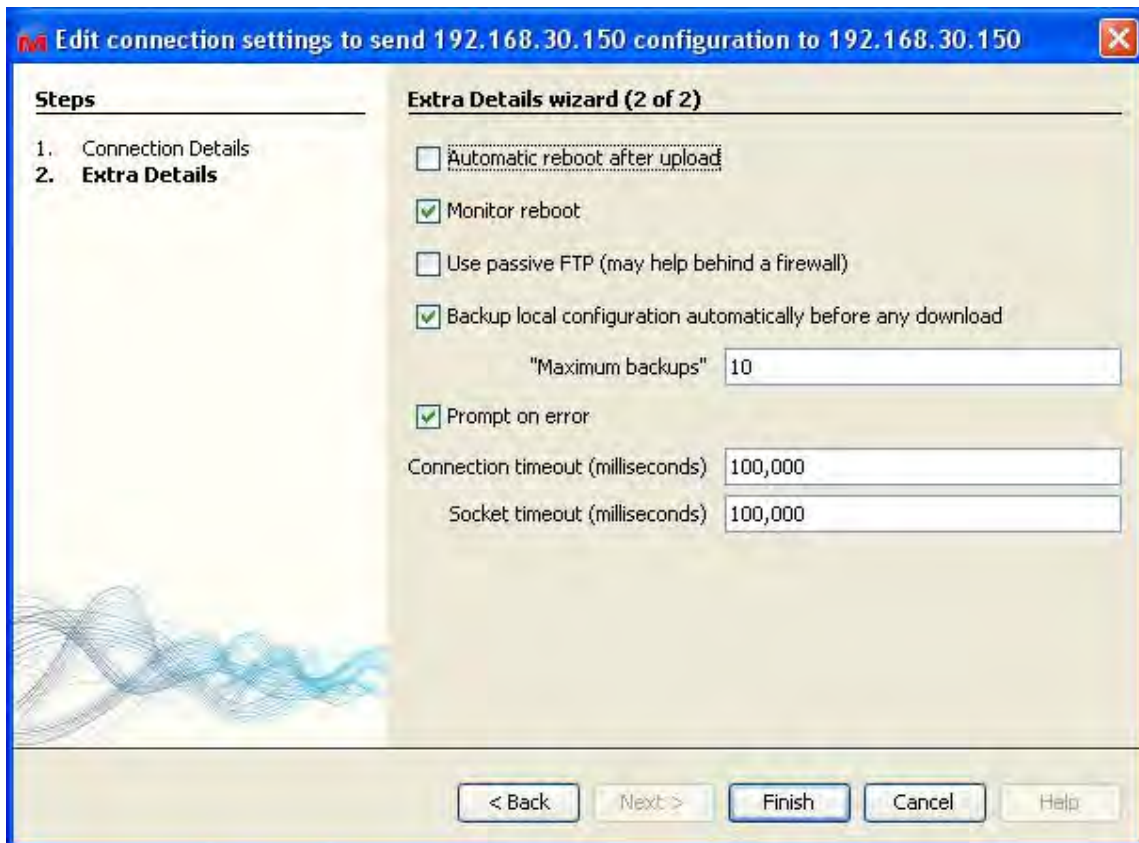 Edit connection settings to send 192.168.30.150 configuration to 192.168.30.150
Steps
1. Connection Details
2. Extra Details
Extra Details wizard (2 of 2)
Automatic reboot after upload
Monitor reboot
Use passive FTP (may help behind a firewall)
Backup local configuration automatically before any download
"Maximum backups" 10
Prompt on error
Connection timeout (milliseconds) 100,000
Socket timeout (milliseconds) 100,000
< Back Next > Finish Cancel Help